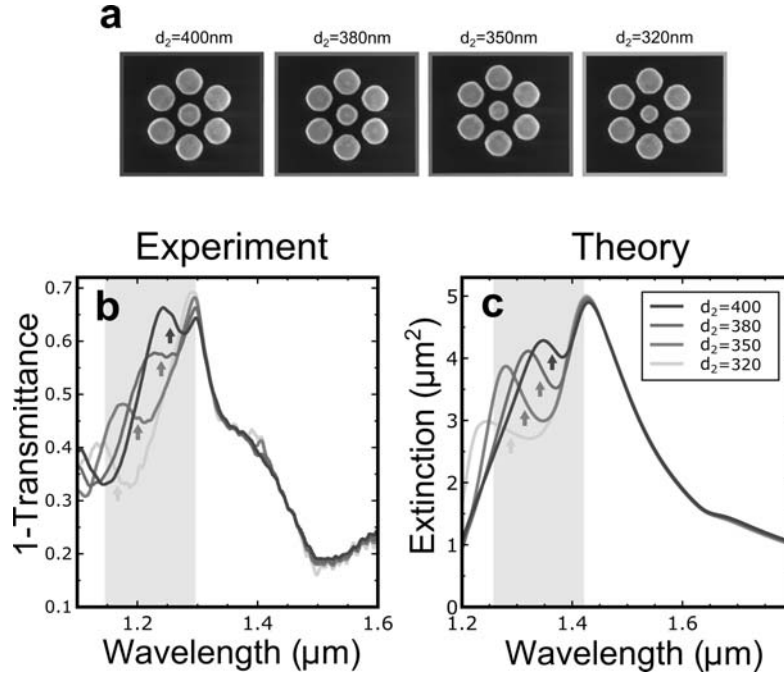 a
d₂=400nm d₂=380nm d₂=350nm d₂=320nm
Experiment Theory
b
0.7
0.6
0.5
0.4
0.3
0.2
0.1
1-Transmittance
1.2 1.4 1.6
Wavelength (μm)
c
d₂=400
d₂=380
d₂=350
d₂=320
5
4
3
2
1
0
Extinction (μm²)
1.2 1.4 1.6
Wavelength (μm)